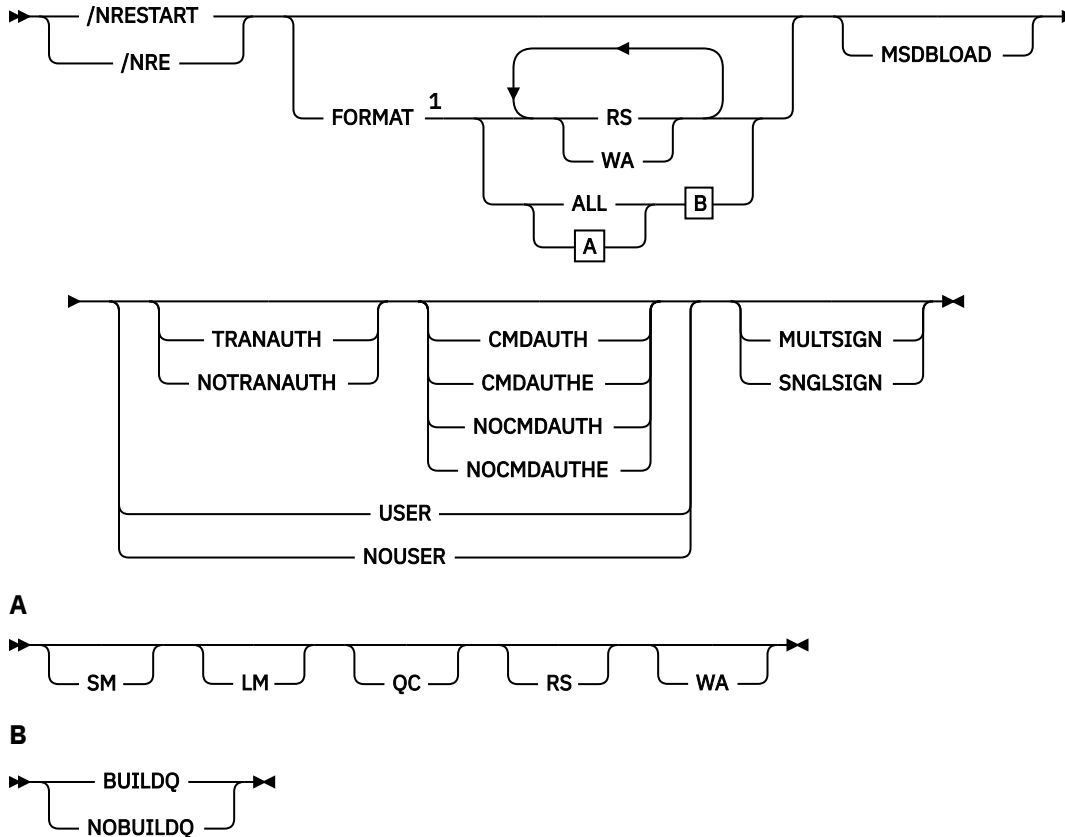 /NRESTART
/NRE
MSDBLOAD
FORMAT 1
RS
WA
ALL
B
A
TRANAUTH
NOTRANAUTH
CMDAUTH
CMDAUTHE
NOCMDAUTH
NOCMDAUTHE
MULTSIGN
SNGLSIGN
USER
NOUSER
A
SM LM QC RS WA
B
BUILDQ
NOBUILDQ